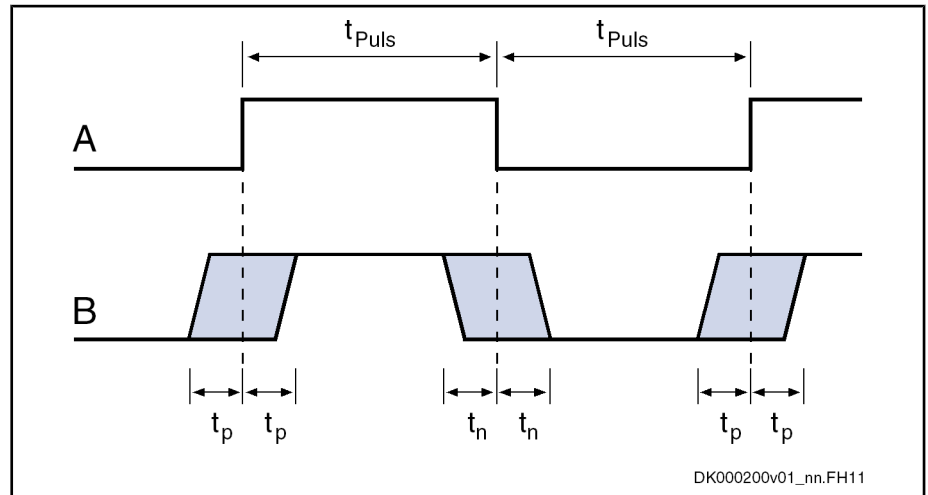 tPuls tPuls
A
B
tp tp tn tn tp tp
DK000200v01_nn.FH11